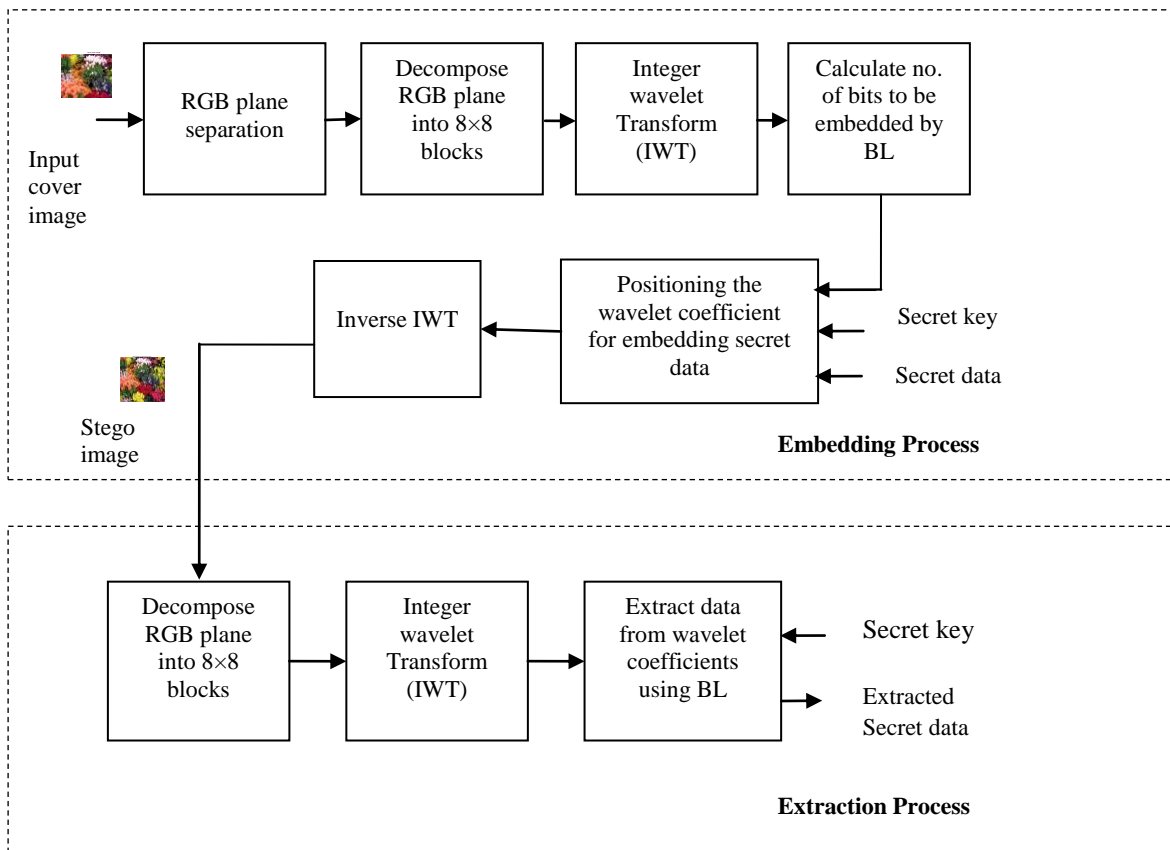 Input
cover
image
RGB plane
separation
Decompose
RGB plane
into 8×8
blocks
Integer
wavelet
Transform
(IWT)
Calculate no.
of bits to be
embedded by
BL
Positioning the
wavelet coefficient
for embedding secret
data
Secret key
Secret data
Inverse IWT
Stego
image
Embedding Process
Decompose
RGB plane
into 8×8
blocks
Integer
wavelet
Transform
(IWT)
Extract data
from wavelet
coefficients
using BL
Secret key
Extracted
Secret data
Extraction Process